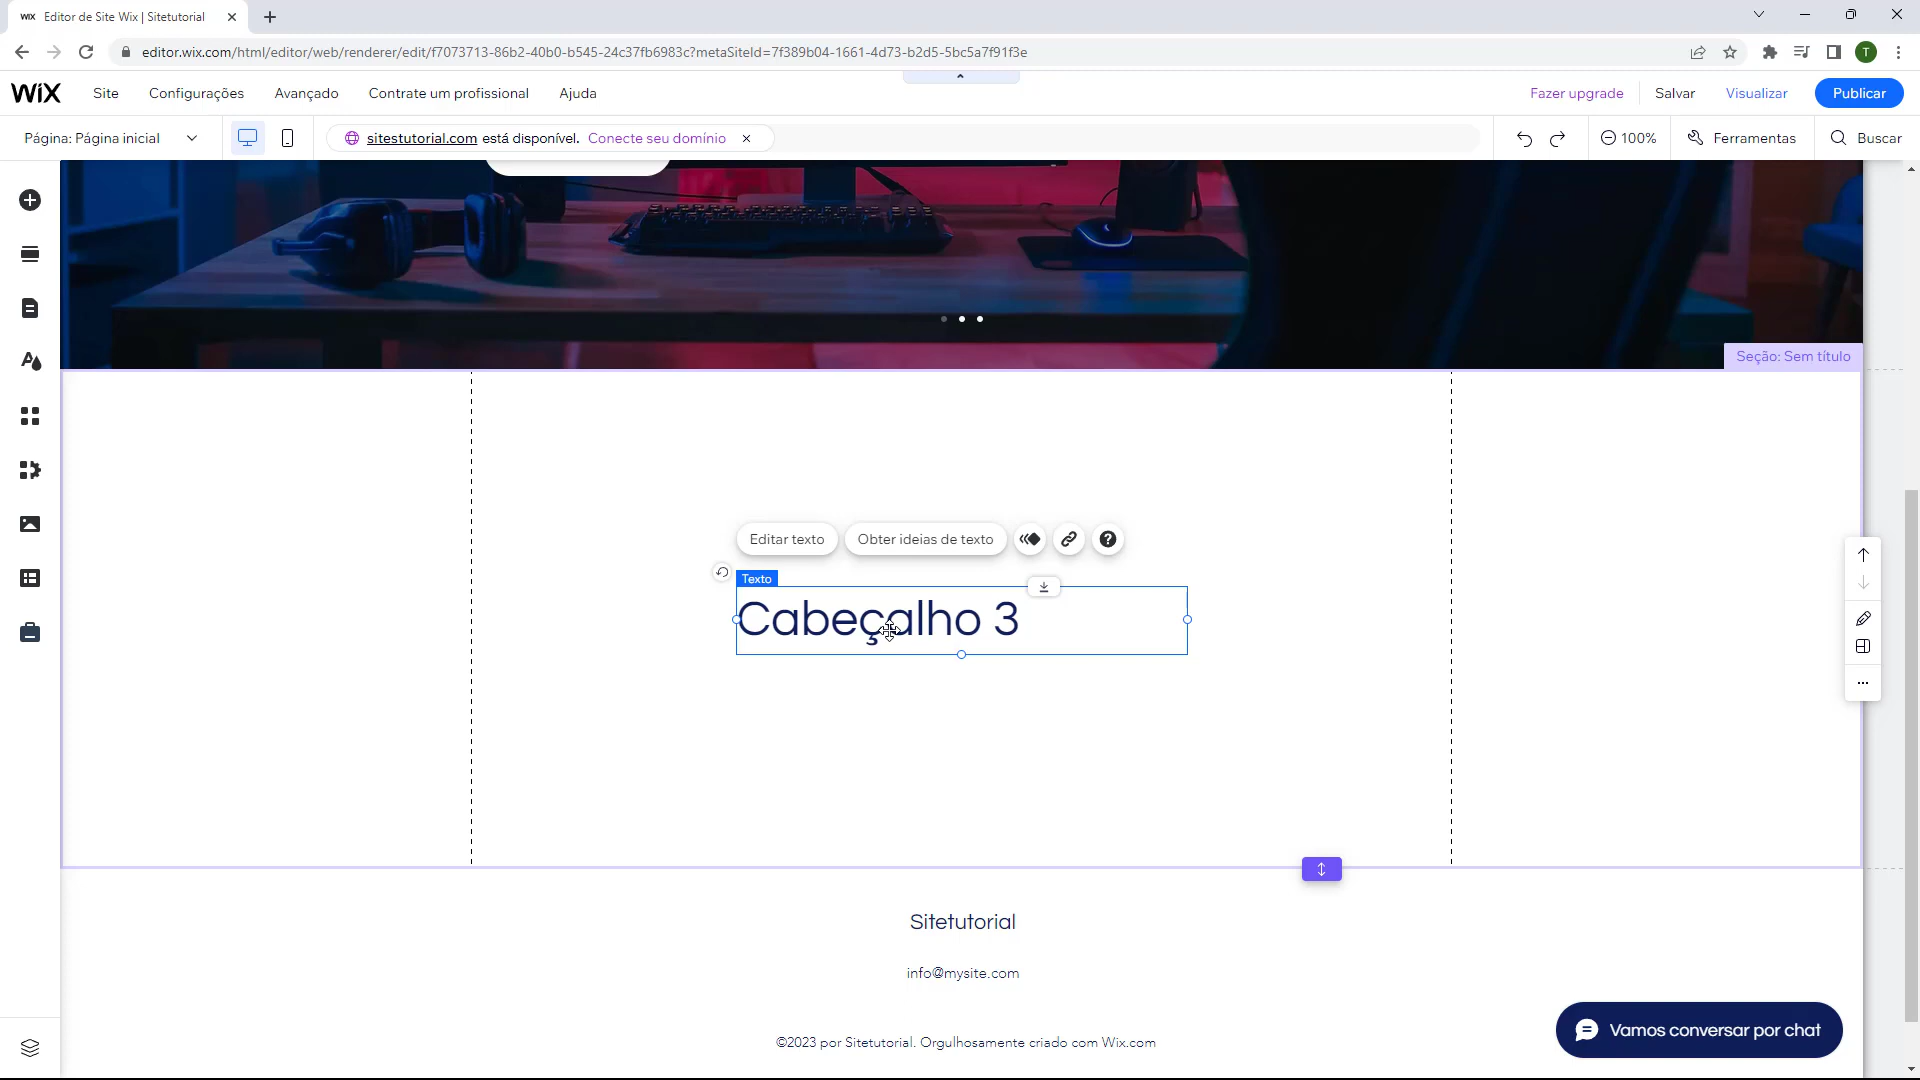 WiX Editor de Site Wix | Sitetutorial
editor.wix.com/html/editor/web/renderer/edit/f7073713-86b2-40b0-b545-24c37fb6983c?metaSiteId=7f389b04-1661-4d73-b2d5-5bc5a7f91f3e
T
WiX Site Configurações Avançado Contrate um profissional Ajuda Fazer upgrade Salvar Visualizar Publicar
Página: Página inicial sitestutorial.com está disponível. Conecte seu domínio 100% Ferramentas Buscar
Seção: Sem título
Editar texto Obter ideias de texto
Texto
Cabeçalho 3
Sitetutorial
info@mysite.com
Vamos conversar por chat
©2023 por Sitetutorial. Orgulhosamente criado com Wix.com